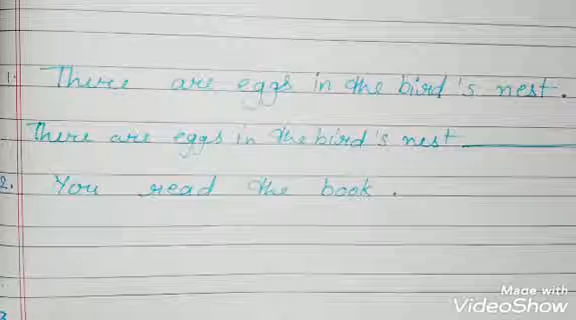 1. There are eggs in the bird's nest.
There are eggs in the bird's nest
2. You read the book.
3
Made with
VideoShow